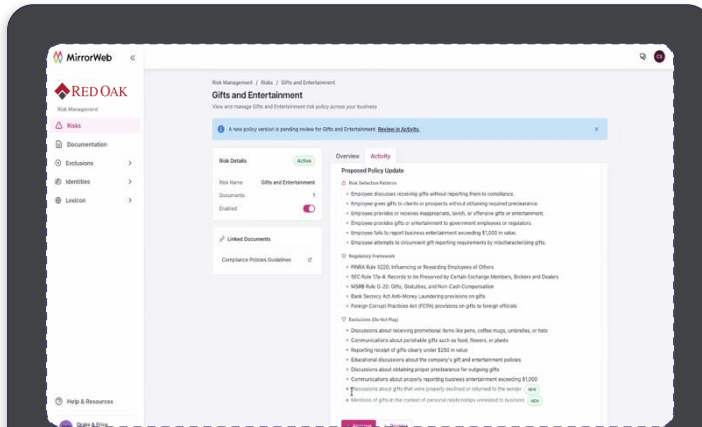 MirrorWeb
«
CS
RED OAK
Risk Management
Risks
Documentation
Exclusions
Identities
Lexicon
Help & Resources
Risk Management / Risks / Gifts and Entertainment
Gifts and Entertainment
View and manage Gifts and Entertainment risk policy across your business
A new policy version is pending review for Gifts and Entertainment. Review in Activity.
x
Risk Details
Active
Risk Name Gifts and Entertainment
Documents 1
Enabled
Linked Documents
Compliance Policies Guidelines
Overview Activity
Proposed Policy Update
Risk Detection Patterns
Employee discusses receiving gifts without reporting them to compliance.
Employee gives gifts to clients or prospects without obtaining required preclearance.
Employee provides or receives inappropriate, lavish, or offensive gifts or entertainment.
Employee provides gifts or entertainment to government employees or regulators.
Employee fails to report business entertainment exceeding $1,000 in value.
Employee attempts to circumvent gift reporting requirements by mischaracterizing gifts.
Regulatory Framework
FINRA Rule 3220: Influencing or Rewarding Employees of Others
SEC Rule 17a-4: Records to be Preserved by Certain Exchange Members, Brokers and Dealers
MSRB Rule G-20: Gifts, Gratuities, and Non-Cash Compensation
Bank Secrecy Act Anti-Money Laundering provisions on gifts
Foreign Corrupt Practices Act (FCPA) provisions on gifts to foreign officials
Exclusions (Do Not Flag)
Discussions about receiving promotional items like pens, coffee mugs, umbrellas, or hats
Communications about perishable gifts such as food, flowers, or plants
Reporting receipt of gifts clearly under $250 in value
Educational discussions about the company's gift and entertainment policies
Discussions about obtaining proper preclearance for outgoing gifts
Communications about properly reporting business entertainment exceeding $1,000
Discussions about gifts that were properly declined or returned to the sender
Mentions of gifts in the context of personal relationships unrelated to business